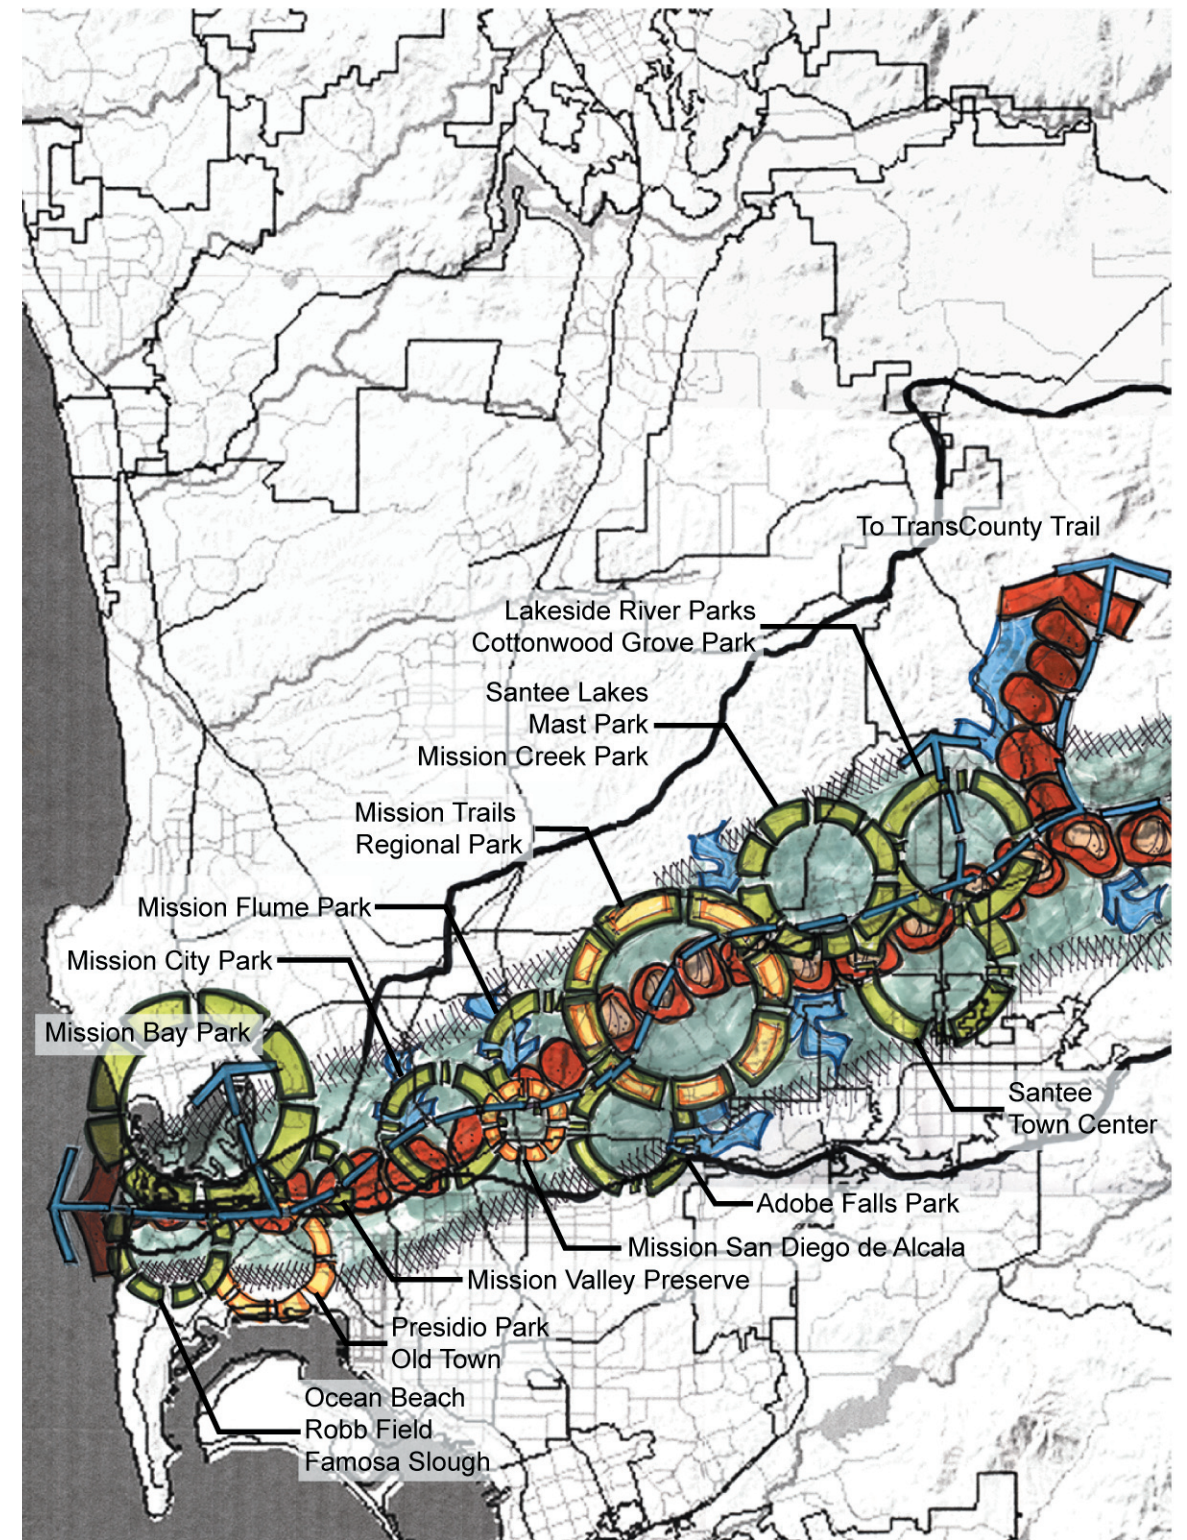 To TransCounty Trail
Lakeside River Parks
Cottonwood Grove Park
Santee Lakes
Mast Park
Mission Creek Park
Mission Trails
Regional Park
Mission Flume Park
Mission City Park
Mission Bay Park
Santee
Town Center
Adobe Falls Park
Mission San Diego de Alcala
Mission Valley Preserve
Presidio Park
Old Town
Ocean Beach
Robb Field
Famosa Slough